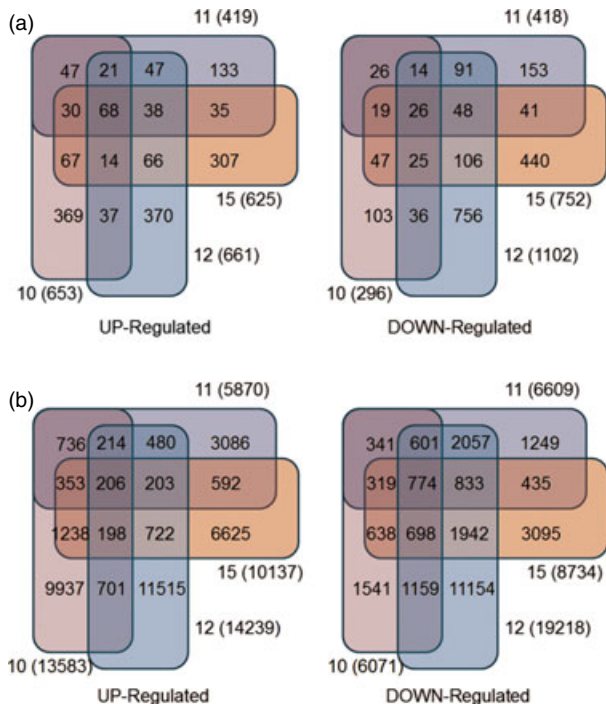 (a)
11 (419)
47 21 47 133
30 68 38 35
67 14 66 307
15 (625)
369 37 370
12 (661)
10 (653)
UP-Regulated
11 (418)
26 14 91 153
19 26 48 41
47 25 106 440
15 (752)
103 36 756
12 (1102)
10 (296)
DOWN-Regulated
(b)
11 (5870)
736 214 480 3086
353 206 203 592
1238 198 722 6625
15 (10137)
9937 701 11515
12 (14239)
10 (13583)
UP-Regulated
11 (6609)
341 601 2057 1249
319 774 833 435
638 698 1942 3095
15 (8734)
1541 1159 11154
12 (19218)
10 (6071)
DOWN-Regulated